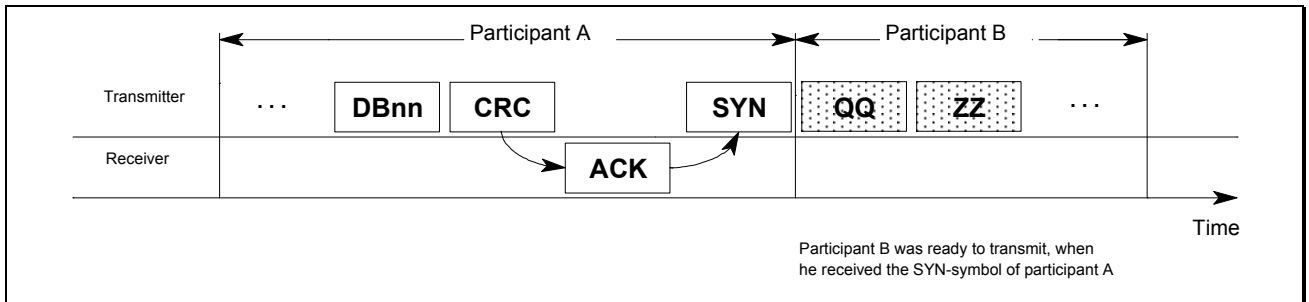 Participant A
Participant B
Transmitter
. . .
DBnn
CRC
SYN
QQ
ZZ
. . .
Receiver
ACK
Time
Participant B was ready to transmit, when
he received the SYN-symbol of participant A